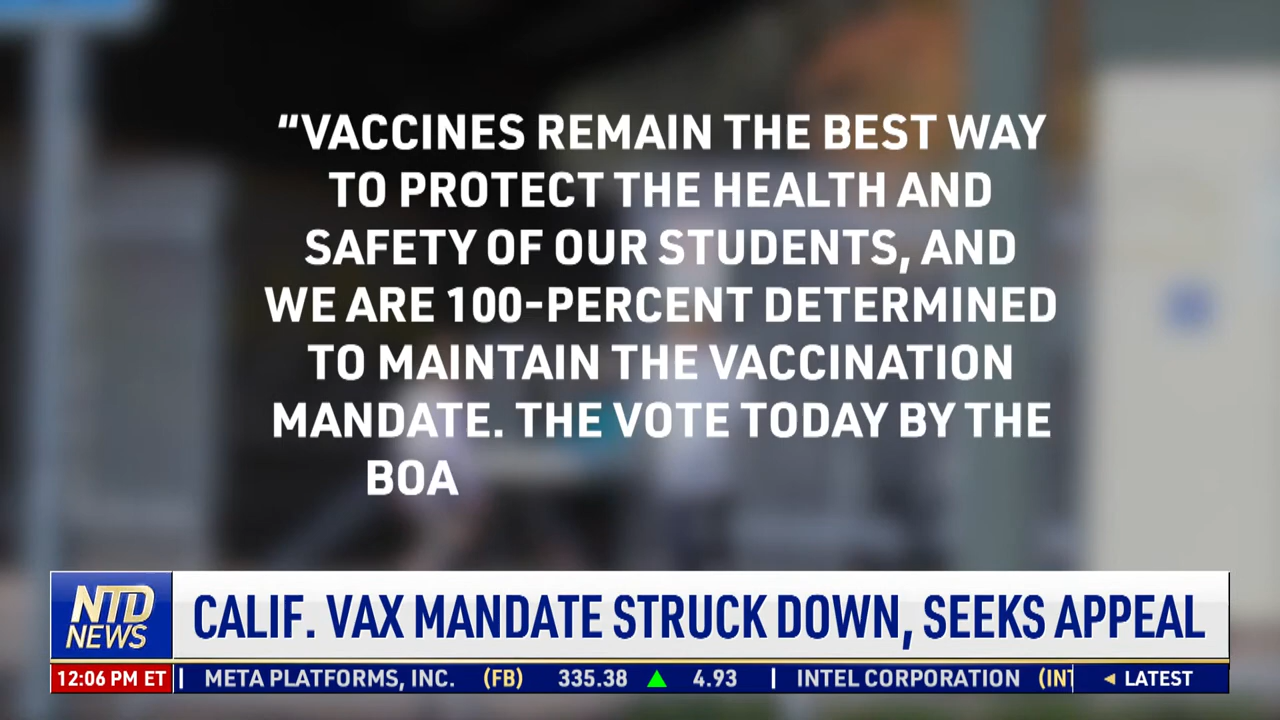 “VACCINES REMAIN THE BEST WAY
TO PROTECT THE HEALTH AND
SAFETY OF OUR STUDENTS, AND
WE ARE 100-PERCENT DETERMINED
TO MAINTAIN THE VACCINATION
MANDATE. THE VOTE TODAY BY THE
BOA
NTD
NEWS
CALIF. VAX MANDATE STRUCK DOWN, SEEKS APPEAL
12:06 PM ET | META PLATFORMS, INC. (FB) 335.38 ▲ 4.93 | INTEL CORPORATION (INT ◄ LATEST